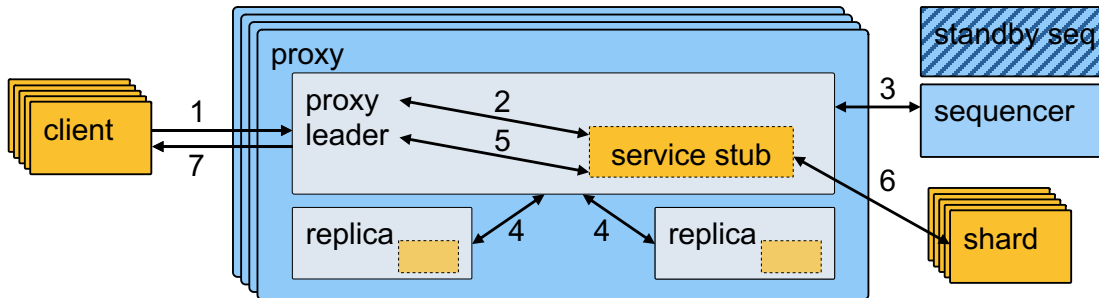 proxy
standby seq.
proxy
leader
2
5
service stub
3
sequencer
client
1
7
6
replica
4
4
replica
shard